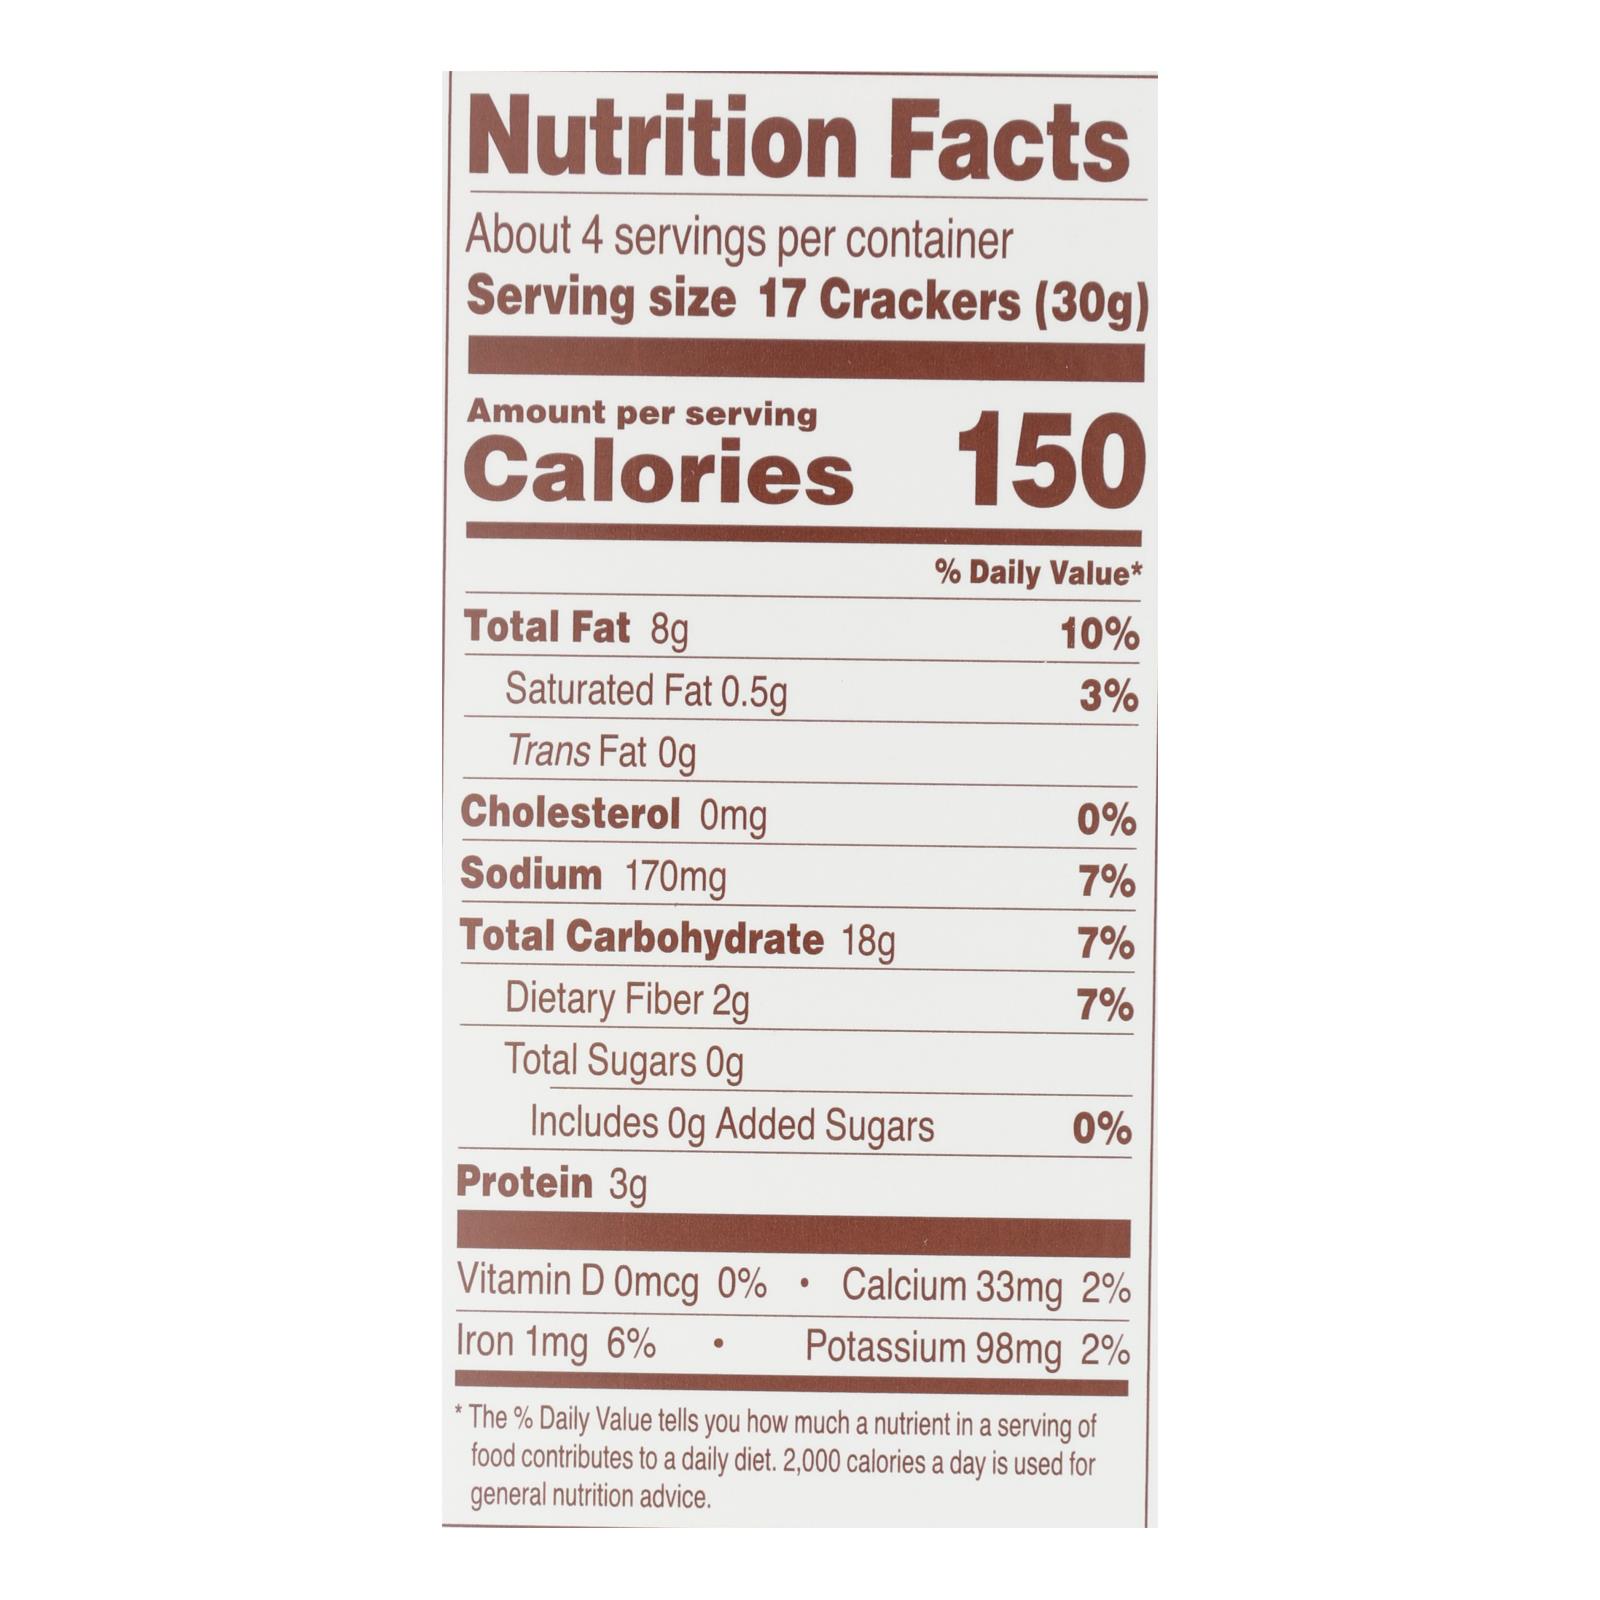 Nutrition Facts
About 4 servings per container
Serving size 17 Crackers (30g)
Amount per serving
Calories 150
% Daily Value*
Total Fat 8g 10%
Saturated Fat 0.5g 3%
Trans Fat 0g
Cholesterol 0mg 0%
Sodium 170mg 7%
Total Carbohydrate 18g 7%
Dietary Fiber 2g 7%
Total Sugars 0g
Includes 0g Added Sugars 0%
Protein 3g
Vitamin D 0mcg 0% • Calcium 33mg 2%
Iron 1mg 6% • Potassium 98mg 2%
* The % Daily Value tells you how much a nutrient in a serving of
food contributes to a daily diet. 2,000 calories a day is used for
general nutrition advice.